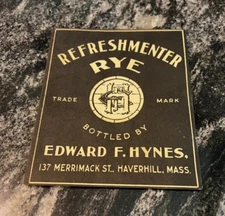 REFRESHMENTER
RYE
TRADE MARK
BOTTLED BY
EDWARD F. HYNES,
137 MERRIMACK ST., HAVERHILL, MASS.